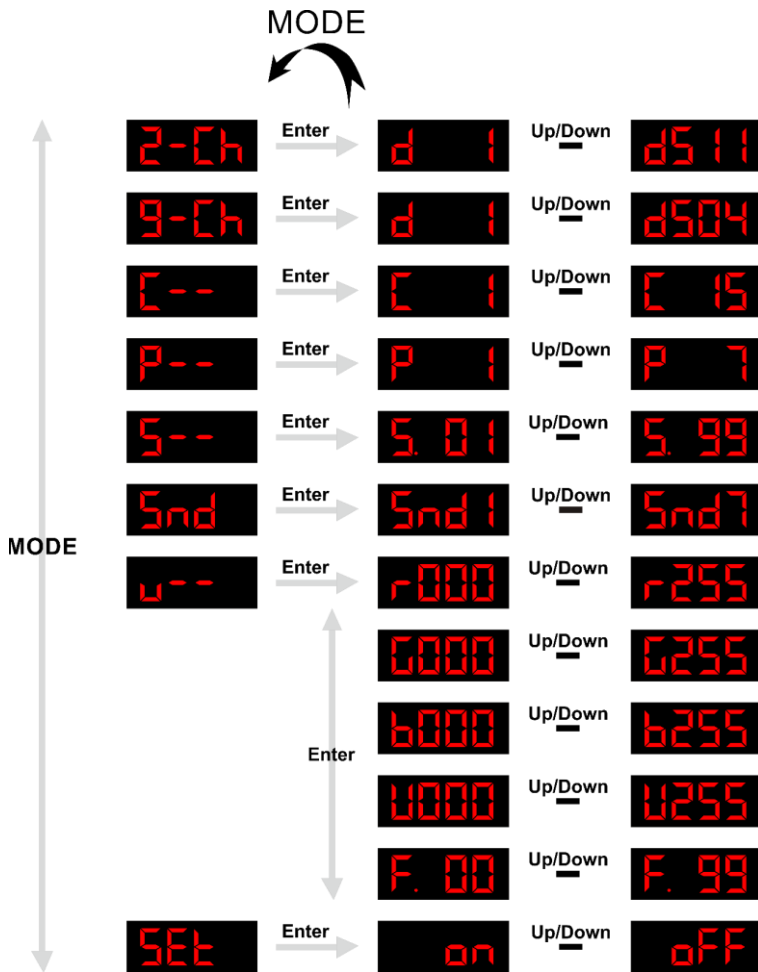 MODE
2-Ch Enter d 1 Up/Down d511
9-Ch Enter d 1 Up/Down d504
C-- Enter C 1 Up/Down C 15
P-- Enter P 1 Up/Down P 7
S-- Enter S. 01 Up/Down S. 99
Snd Enter Snd1 Up/Down Snd7
MODE
u-- Enter r000 Up/Down r255
G000 Up/Down G255
b000 Up/Down b255
Enter
U000 Up/Down U255
F. 00 Up/Down F. 99
SEt Enter on Up/Down oFF